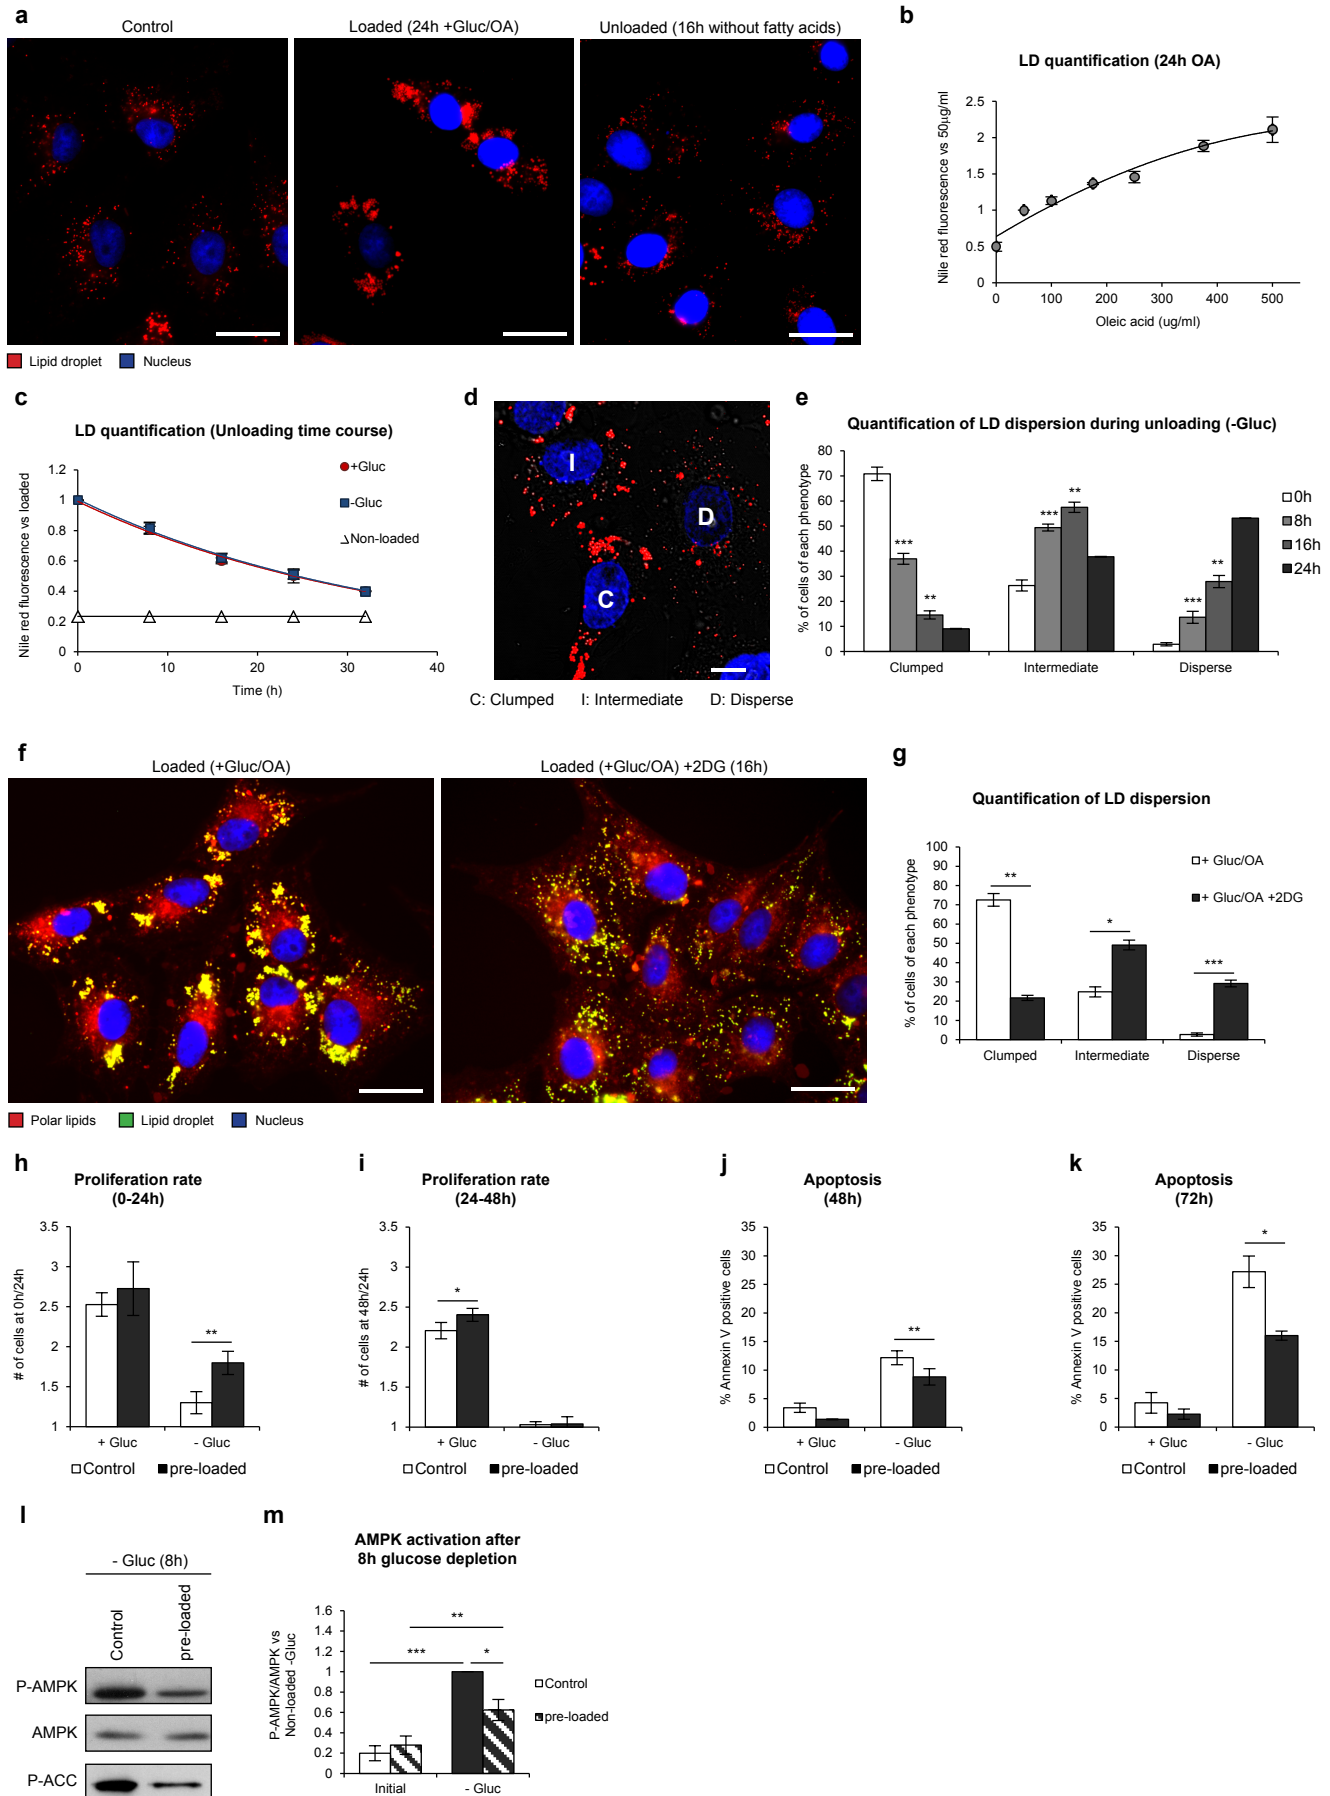 a
Control
Loaded (24h +Gluc/OA)
Unloaded (16h without fatty acids)
Lipid droplet
Nucleus
b
LD quantification (24h OA)
Nile red fluorescence vs 50μg/ml
2.5
2
1.5
1
0.5
0
0 100 200 300 400 500
Oleic acid (ug/ml)
c
LD quantification (Unloading time course)
Nile red fluorescence vs loaded
1.2
1
0.8
0.6
0.4
0.2
0
0 10 20 30 40
Time (h)
+Gluc
-Gluc
Non-loaded
d
I
D
C
C: Clumped I: Intermediate D: Disperse
e
Quantification of LD dispersion during unloading (-Gluc)
% of cells of each phenotype
80
70
60
50
40
30
20
10
0
***
**
***
**
***
**
Clumped Intermediate Disperse
0h
8h
16h
24h
f
Loaded (+Gluc/OA)
Loaded (+Gluc/OA) +2DG (16h)
Polar lipids
Lipid droplet
Nucleus
g
Quantification of LD dispersion
% of cells of each phenotype
100
90
80
70
60
50
40
30
20
10
0
**
*
***
Clumped Intermediate Disperse
+ Gluc/OA
+ Gluc/OA +2DG
h
Proliferation rate
(0-24h)
# of cells at 0h/24h
3.5
3
2.5
2
1.5
1
**
+ Gluc - Gluc
Control pre-loaded
i
Proliferation rate
(24-48h)
# of cells at 48h/24h
3.5
3
2.5
2
1.5
1
*
+ Gluc - Gluc
Control pre-loaded
j
Apoptosis
(48h)
% Annexin V positive cells
35
30
25
20
15
10
5
0
**
+ Gluc - Gluc
Control pre-loaded
k
Apoptosis
(72h)
% Annexin V positive cells
35
30
25
20
15
10
5
0
*
+ Gluc - Gluc
Control pre-loaded
l
- Gluc (8h)
Control
pre-loaded
P-AMPK
AMPK
P-ACC
m
AMPK activation after
8h glucose depletion
P-AMPK/AMPK vs
Non-loaded -Gluc
1.6
1.4
1.2
1
0.8
0.6
0.4
0.2
0
**
***
*
Initial - Gluc
Control
pre-loaded